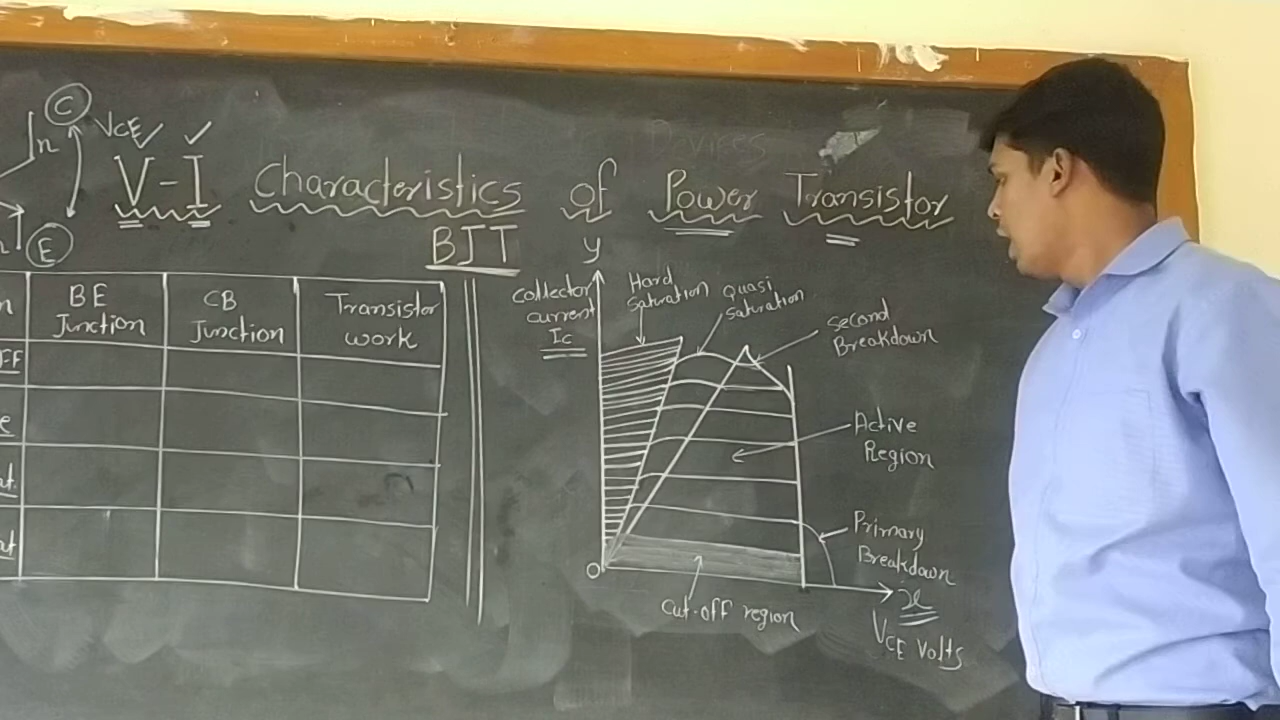 C
n
VCE
V-I Characteristics of Power Transistor
E
BJT
y
BE Junction
CB Junction
Transistor work
Collector
current
Ic
Hard
saturation
Quasi
saturation
Second
Breakdown
Active
Region
Primary
Breakdown
O
Cut-off region
x
VCE Volts